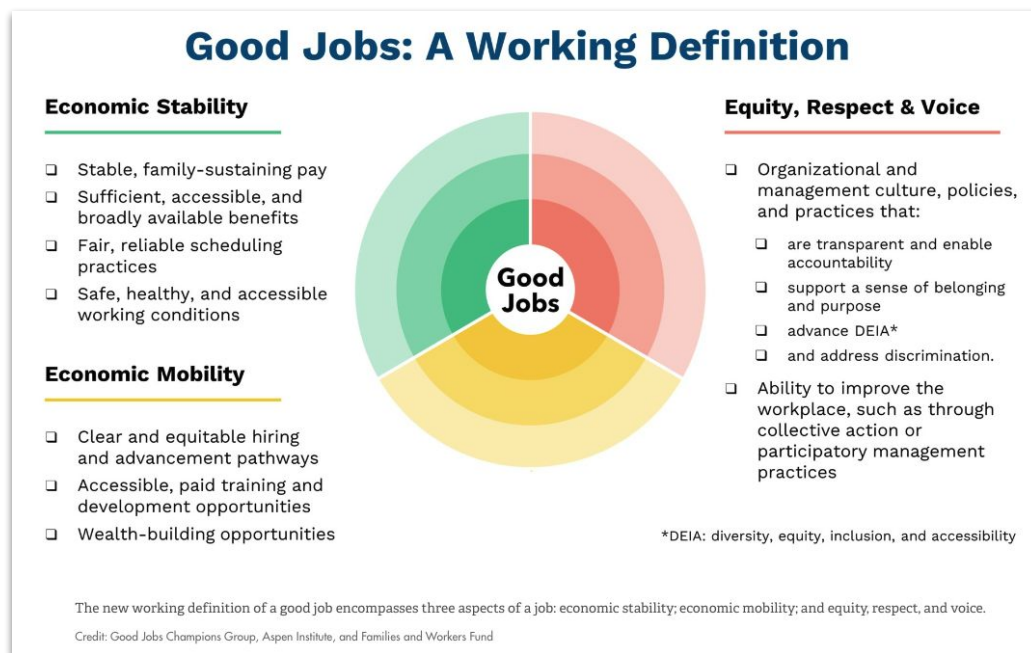 Good Jobs: A Working Definition
Economic Stability
❏ Stable, family-sustaining pay
❏ Sufficient, accessible, and
broadly available benefits
❏ Fair, reliable scheduling
practices
❏ Safe, healthy, and accessible
working conditions
Economic Mobility
❏ Clear and equitable hiring
and advancement pathways
❏ Accessible, paid training and
development opportunities
❏ Wealth-building opportunities
Good
Jobs
Equity, Respect & Voice
❏ Organizational and
management culture, policies,
and practices that:
❏ are transparent and enable
accountability
❏ support a sense of belonging
and purpose
❏ advance DEIA*
❏ and address discrimination.
❏ Ability to improve the
workplace, such as through
collective action or
participatory management
practices
*DEIA: diversity, equity, inclusion, and accessibility
The new working definition of a good job encompasses three aspects of a job: economic stability; economic mobility; and equity, respect, and voice.
Credit: Good Jobs Champions Group, Aspen Institute, and Families and Workers Fund